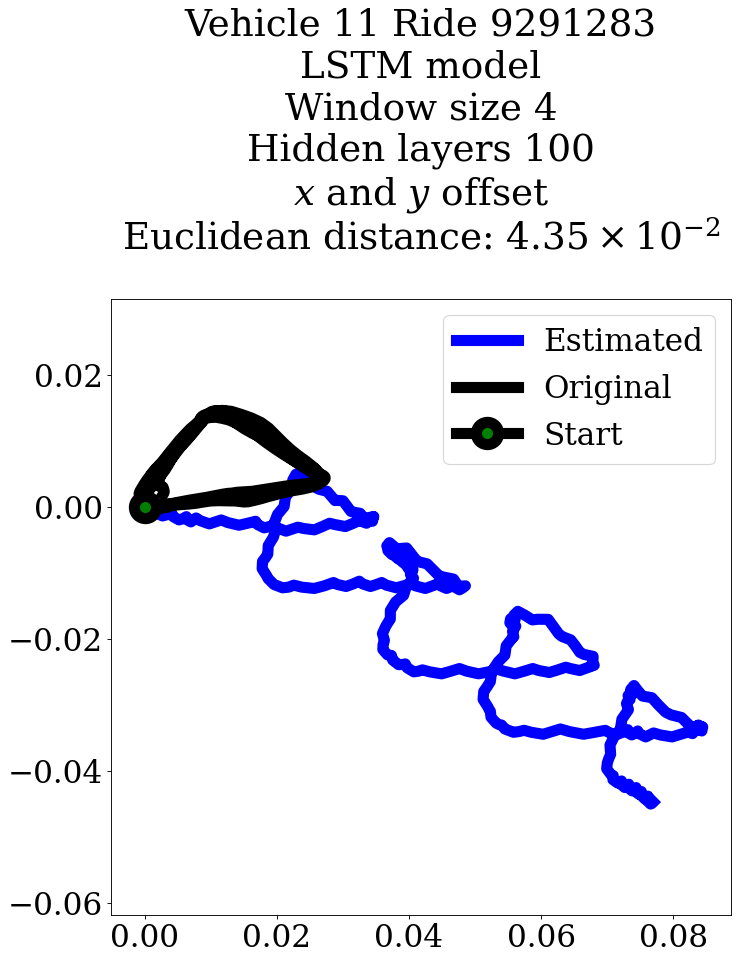 Vehicle 11 Ride 9291283
LSTM model
Window size 4
Hidden layers 100
x and y offset
Euclidean distance: 4.35 × 10⁻²
Estimated
Original
Start
0.02
0.00
−0.02
−0.04
−0.06
0.00 0.02 0.04 0.06 0.08